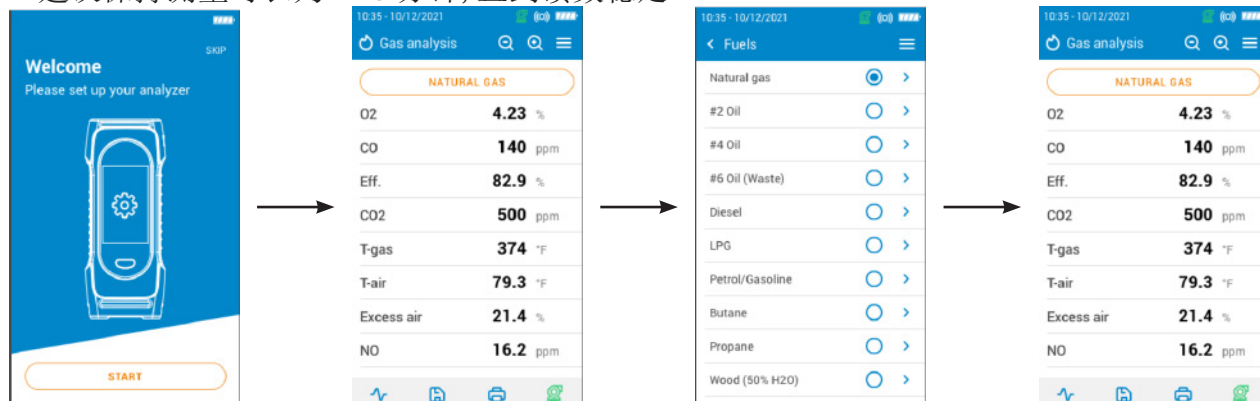 SKIP
Welcome
Please set up your analyzer
START
10:35 - 10/12/2021
Gas analysis
NATURAL GAS
O2 4.23 %
CO 140 ppm
Eff. 82.9 %
CO2 500 ppm
T-gas 374 °F
T-air 79.3 °F
Excess air 21.4 %
NO 16.2 ppm
10:35 - 10/12/2021
Fuels
Natural gas
#2 Oil
#4 Oil
#6 Oil (Waste)
Diesel
LPG
Petrol/Gasoline
Butane
Propane
Wood (50% H2O)
10:35 - 10/12/2021
Gas analysis
NATURAL GAS
O2 4.23 %
CO 140 ppm
Eff. 82.9 %
CO2 500 ppm
T-gas 374 °F
T-air 79.3 °F
Excess air 21.4 %
NO 16.2 ppm